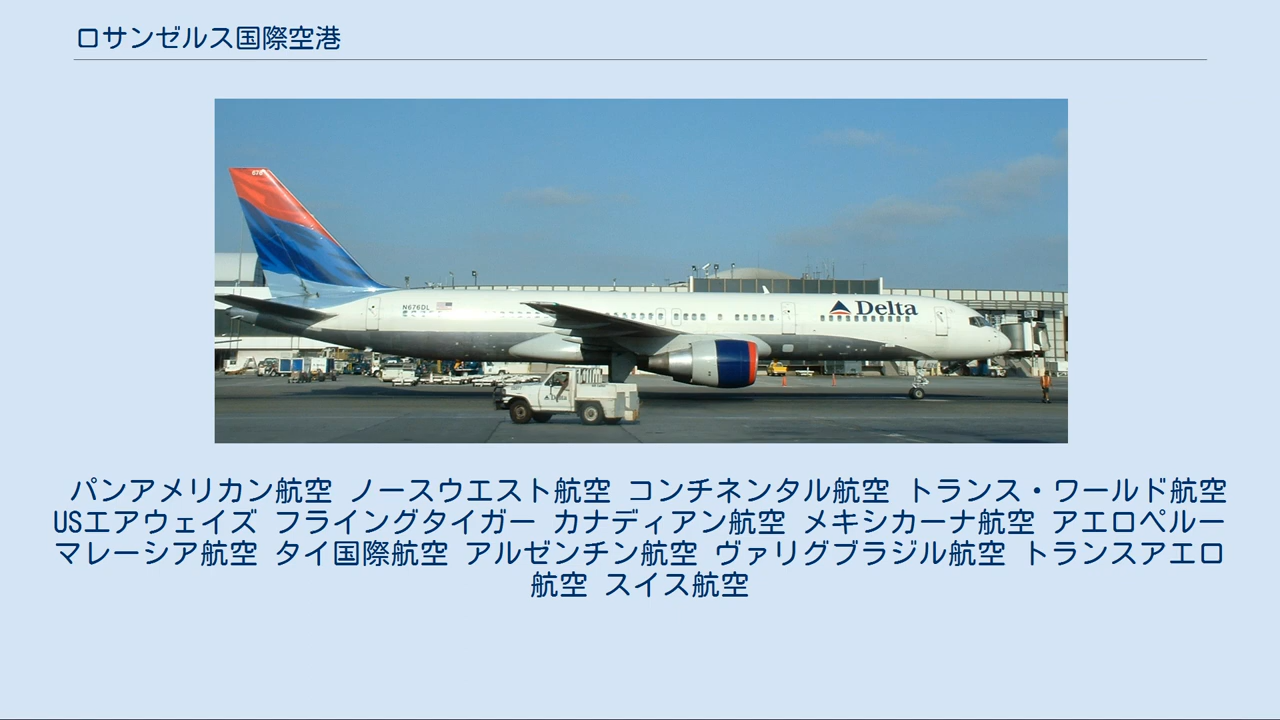 ロサンゼルス国際空港
676
N676DL
Delta
Delta
パンアメリカン航空 ノースウエスト航空 コンチネンタル航空 トランス・ワールド航空
USエアウェイズ フライングタイガー カナディアン航空 メキシカーナ航空 アエロペルー
マレーシア航空 タイ国際航空 アルゼンチン航空 ヴァリグブラジル航空 トランスアエロ
航空 スイス航空